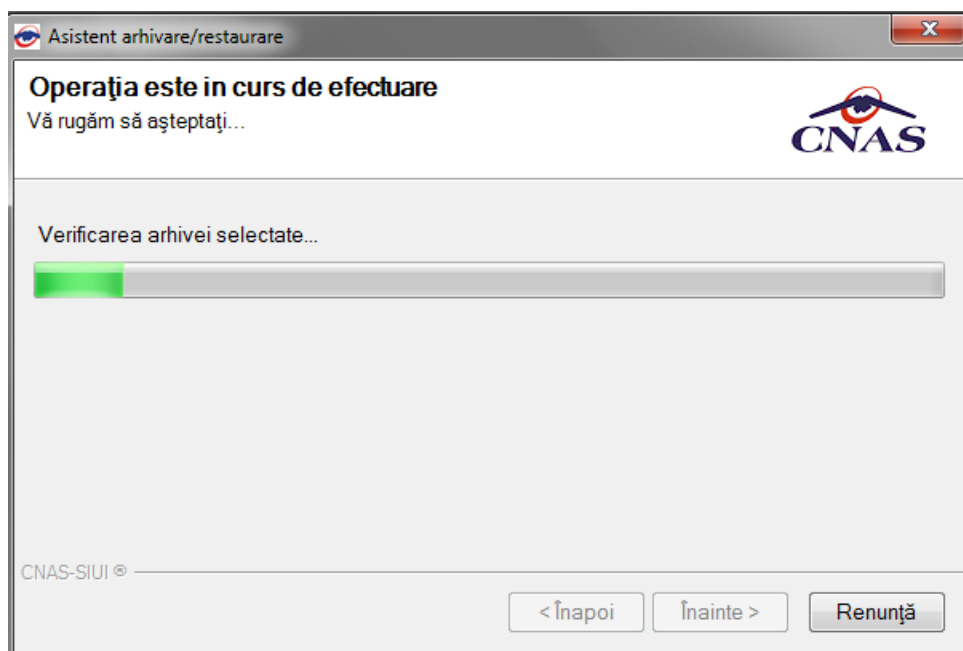 Asistent arhivare/restaurare
Operaţia este in curs de efectuare
Vă rugăm să aşteptaţi...
CNAS
Verificarea arhivei selectate...
CNAS-SIUI ®
< Înapoi
Înainte >
Renunţă